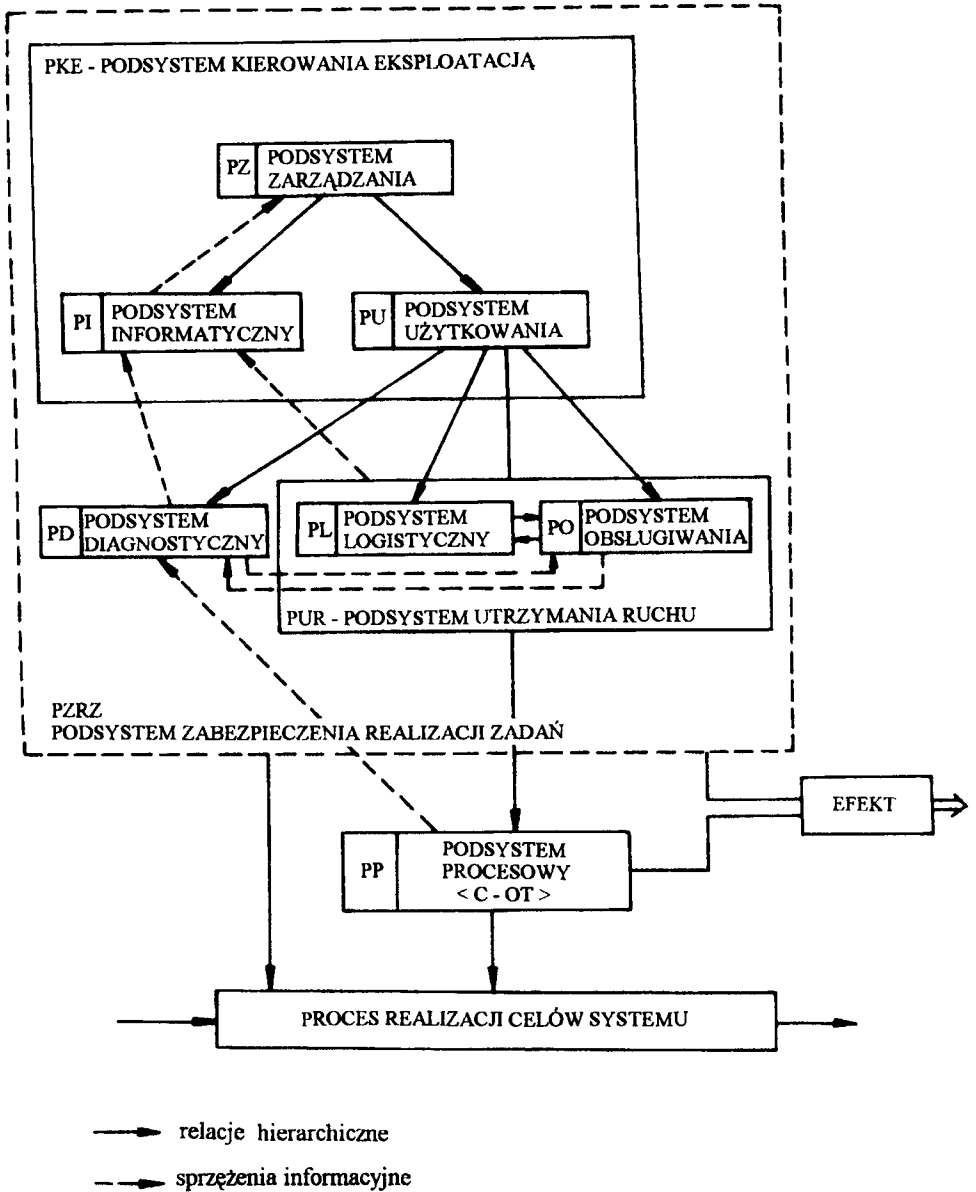 PKE - PODSYSTEM KIEROWANIA EKSPLOATACJĄ
PZ
PODSYSTEM
ZARZĄDZANIA
PI
PODSYSTEM
INFORMATYCZNY
PU
PODSYSTEM
UŻYTKOWANIA
PD
PODSYSTEM
DIAGNOSTYCZNY
PL
PODSYSTEM
LOGISTYCZNY
PO
PODSYSTEM
OBSŁUGIWANIA
PUR - PODSYSTEM UTRZYMANIA RUCHU
PZRZ
PODSYSTEM ZABEZPIECZENIA REALIZACJI ZADAŃ
EFEKT
PP
PODSYSTEM
PROCESOWY
< C - OT >
PROCES REALIZACJI CELÓW SYSTEMU
relacje hierarchiczne
sprzężenia informacyjne